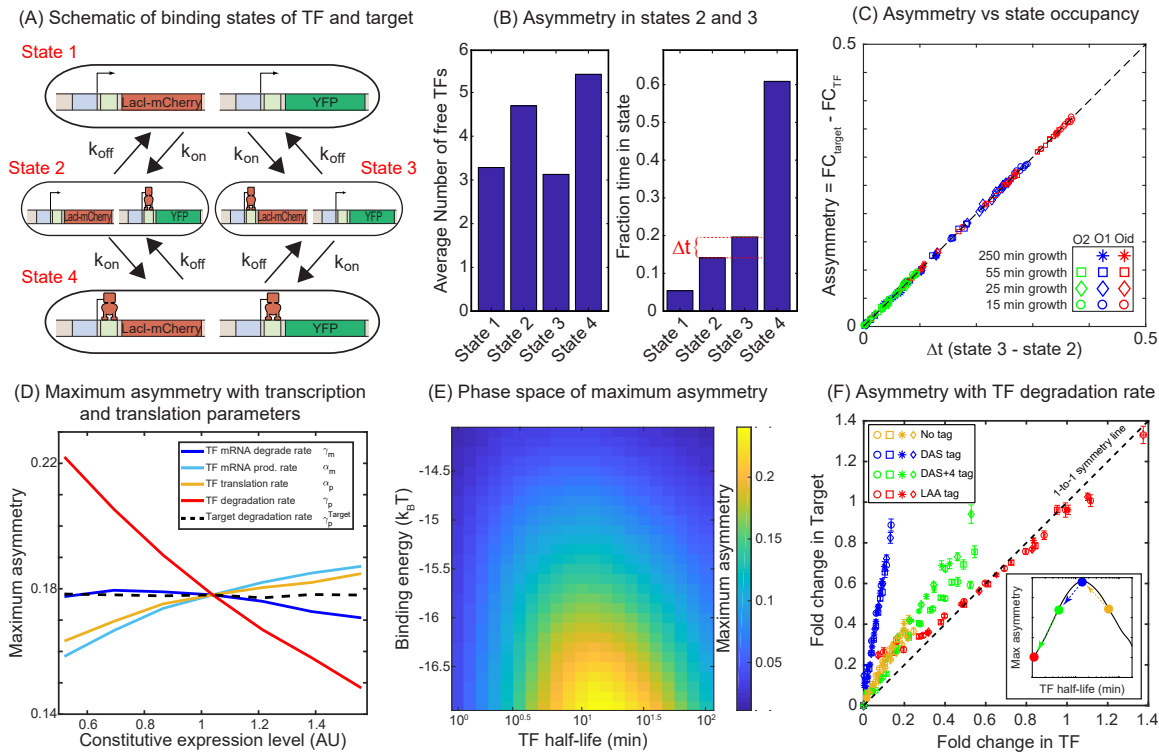 (A) Schematic of binding states of TF and target
State 1
LacI-mCherry
YFP
k_off
k_on
k_on
k_off
State 2
State 3
LacI-mCherry
YFP
LacI-mCherry
YFP
k_on
k_off
k_off
k_on
State 4
LacI-mCherry
YFP
(B) Asymmetry in states 2 and 3
Average Number of free TFs
6
5
4
3
2
1
0
State 1
State 2
State 3
State 4
Fraction time in state
0.6
0.5
0.4
0.3
0.2
0.1
0
Δt
State 1
State 2
State 3
State 4
(C) Asymmetry vs state occupancy
Assymetry = FC_target - FC_TF
0.5
0
0
0.5
Δt (state 3 - state 2)
O2 O1 Oid
250 min growth
55 min growth
25 min growth
15 min growth
(D) Maximum asymmetry with transcription
and translation parameters
Maximum asymmetry
0.22
0.18
0.14
TF mRNA degrade rate γ_m
TF mRNA prod. rate α_m
TF translation rate α_p
TF degradation rate γ_p
Target degradation rate γ_p^Target
0.6 0.8 1.0 1.2 1.4
Constitutive expression level (AU)
(E) Phase space of maximum asymmetry
Binding energy (k_BT)
-14.5
-15
-15.5
-16
-16.5
10^0 10^0.5 10^1 10^1.5 10^2
TF half-life (min)
Maximum asymmetry
0.2
0.15
0.1
0.05
0
(F) Asymmetry with TF degradation rate
Fold change in Target
1.4
1.2
1
0.8
0.6
0.4
0.2
0
No tag
DAS tag
DAS+4 tag
LAA tag
1-to-1 symmetry line
Max asymmetry
TF half-life (min)
0 0.2 0.4 0.6 0.8 1 1.2 1.4
Fold change in TF